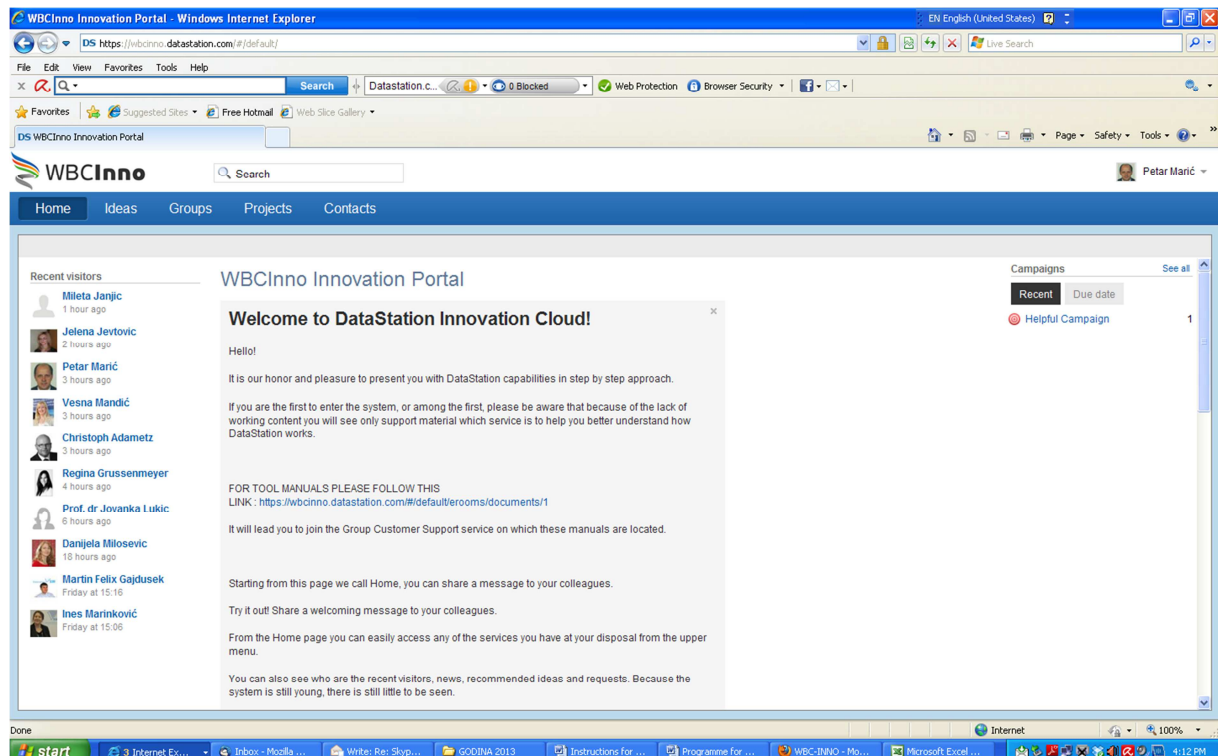 WBCInno Innovation Portal - Windows Internet Explorer
EN English (United States)
DS https://wbcinno.datastation.com/#/default/
Live Search
File Edit View Favorites Tools Help
Search
Datastation.c...
0 Blocked
Web Protection
Browser Security
Favorites
Suggested Sites
Free Hotmail
Web Slice Gallery
DS WBCInno Innovation Portal
Page Safety Tools
WBCInno
Search
Petar Marić
Home Ideas Groups Projects Contacts
Recent visitors
Mileta Janjic
1 hour ago
Jelena Jevtovic
2 hours ago
Petar Marić
3 hours ago
Vesna Mandić
3 hours ago
Christoph Adametz
3 hours ago
Regina Grussenmeyer
4 hours ago
Prof. dr Jovanka Lukic
6 hours ago
Danijela Milosevic
18 hours ago
Martin Felix Gajdusek
Friday at 15:16
Ines Marinković
Friday at 15:06
WBCInno Innovation Portal
Welcome to DataStation Innovation Cloud!
Hello!
It is our honor and pleasure to present you with DataStation capabilities in step by step approach.
If you are the first to enter the system, or among the first, please be aware that because of the lack of
working content you will see only support material which service is to help you better understand how
DataStation works.
FOR TOOL MANUALS PLEASE FOLLOW THIS
LINK : https://wbcinno.datastation.com/#/default/erooms/documents/1
It will lead you to join the Group Customer Support service on which these manuals are located.
Starting from this page we call Home, you can share a message to your colleagues.
Try it out! Share a welcoming message to your colleagues.
From the Home page you can easily access any of the services you have at your disposal from the upper
menu.
You can also see who are the recent visitors, news, recommended ideas and requests. Because the
system is still young, there is still little to be seen.
Campaigns
See all
Recent
Due date
Helpful Campaign 1
Done
Internet
100%
start
3 Internet Ex...
Inbox - Mozilla ...
Write: Re: Skyp...
GODINA 2013
Instructions for ...
Programme for ...
WBC-INNO - Mo...
Microsoft Excel ...
4:12 PM